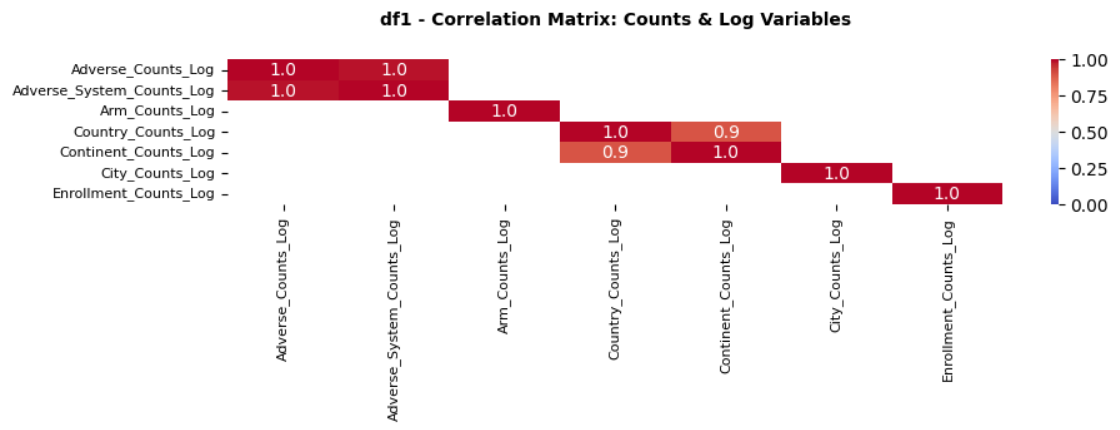 df1 - Correlation Matrix: Counts & Log Variables
Adverse_Counts_Log
Adverse_System_Counts_Log
Arm_Counts_Log
Country_Counts_Log
Continent_Counts_Log
City_Counts_Log
Enrollment_Counts_Log
1.0 1.0
1.0 1.0
1.0
1.0 0.9
0.9 1.0
1.0
1.0
1.00
0.75
0.50
0.25
0.00
Adverse_Counts_Log
Adverse_System_Counts_Log
Arm_Counts_Log
Country_Counts_Log
Continent_Counts_Log
City_Counts_Log
Enrollment_Counts_Log